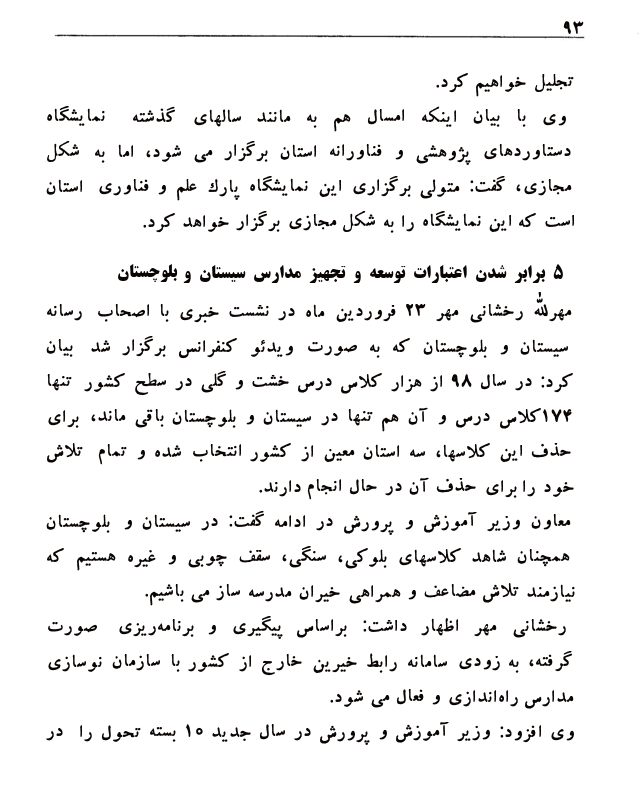 ۹۳
تجلیل خواهیم کرد.
وی با بیان اینکه امسال هم به مانند سالهای گذشته نمایشگاه
دستاوردهای پژوهشی و فناورانه استان برگزار می شود، اما به شکل
مجازی، گفت: متولی برگزاری این نمایشگاه پارك علم و فناوری استان
است که این نمایشگاه را به شکل مجازی برگزار خواهد کرد.
۵ برابر شدن اعتبارات توسعه و تجهیز مدارس سیستان و بلوچستان
مهرﷲ رخشانی مهر ۲۳ فروردین ماه در نشست خبری با اصحاب رسانه
سیستان و بلوچستان که به صورت ویدئو کنفرانس برگزار شد بیان
کرد: در سال ۹۸ از هزار کلاس درس خشت و گلی در سطح کشور تنها
۱۷۴کلاس درس و آن هم تنها در سیستان و بلوچستان باقی ماند، برای
حذف این کلاسها، سه استان معین از کشور انتخاب شده و تمام تلاش
خود را برای حذف آن در حال انجام دارند.
معاون وزیر آموزش و پرورش در ادامه گفت: در سیستان و بلوچستان
همچنان شاهد کلاسهای بلوکی، سنگی، سقف چوبی و غیره هستیم که
نیازمند تلاش مضاعف و همراهی خیران مدرسه ساز می باشیم.
رخشانی مهر اظهار داشت: براساس پیگیری و برنامه‌ریزی صورت
گرفته، به زودی سامانه رابط خیرین خارج از کشور با سازمان نوسازی
مدارس راه‌اندازی و فعال می شود.
وی افزود: وزیر آموزش و پرورش در سال جدید ۱۰ بسته تحول را در